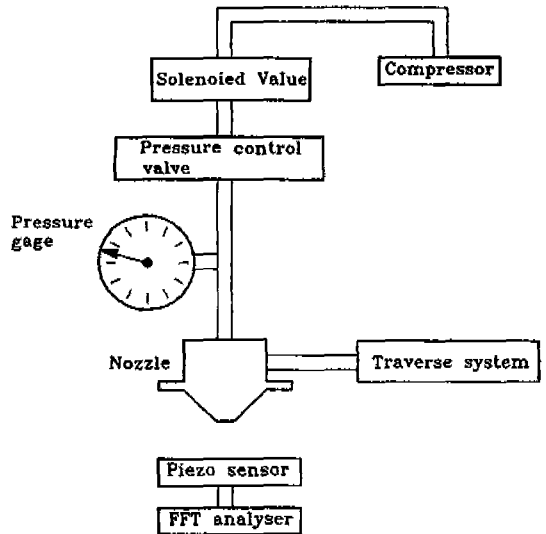 Solenoied Value
Compressor
Pressure control
valve
Pressure
gage
Nozzle
Traverse system
Piezo sensor
FFT analyser